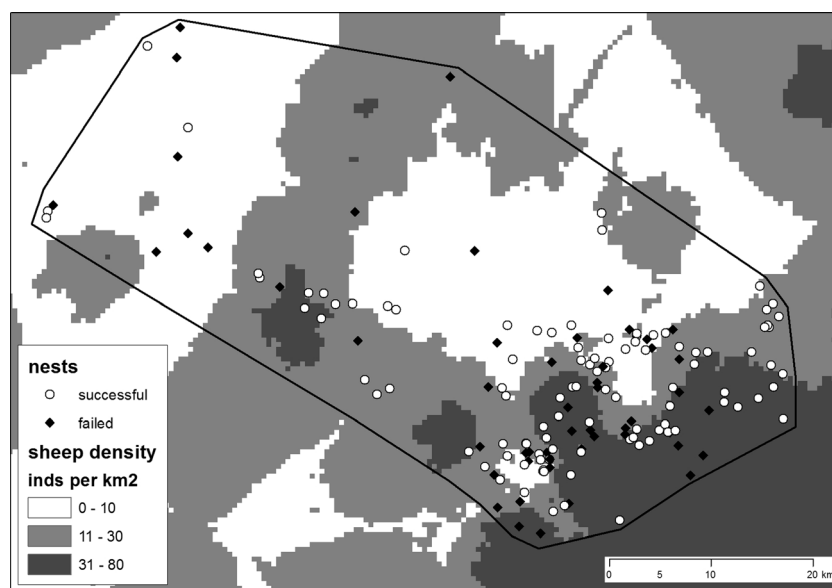 nests
successful
failed
sheep density
inds per km2
0 - 10
11 - 30
31 - 80
0 5 10 20 km